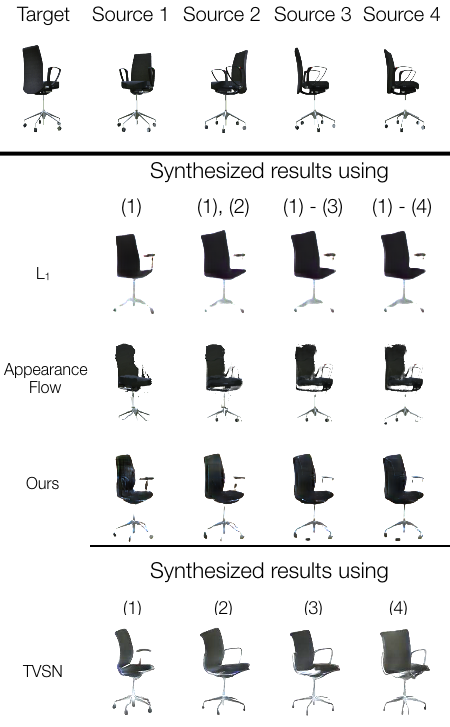 Target Source 1 Source 2 Source 3 Source 4
Synthesized results using
(1) (1), (2) (1) - (3) (1) - (4)
L₁
Appearance
Flow
Ours
Synthesized results using
(1) (2) (3) (4)
TVSN